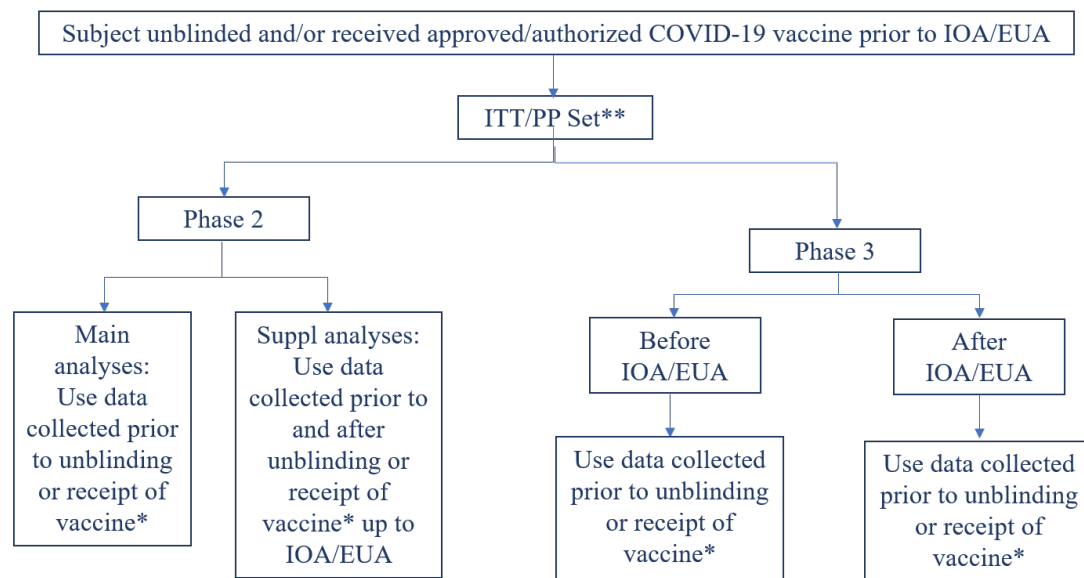 Subject unblinded and/or received approved/authorized COVID-19 vaccine prior to IOA/EUA
ITT/PP Set**
Phase 2
Phase 3
Main
analyses:
Use data
collected prior
to unblinding
or receipt of
vaccine*
Suppl analyses:
Use data
collected prior to
and after
unblinding or
receipt of
vaccine* up to
IOA/EUA
Before
IOA/EUA
After
IOA/EUA
Use data collected
prior to unblinding
or receipt of
vaccine*
Use data collected
prior to unblinding
or receipt of
vaccine*